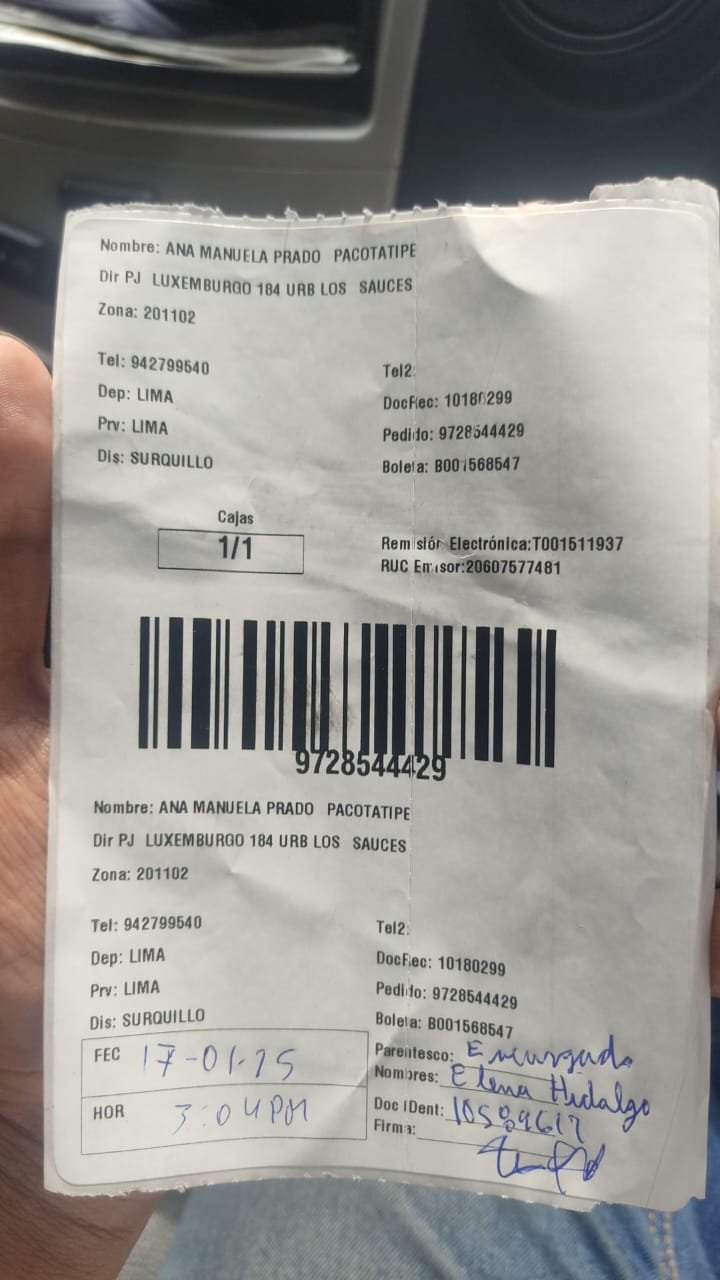 Nombre: ANA MANUELA PRADO PACOTATIPE
Dir PJ LUXEMBURGO 184 URB LOS SAUCES
Zona: 201102
Tel: 942799540 Tel2:
Dep: LIMA DocRec: 10180299
Prv: LIMA Pedido: 9728544429
Dis: SURQUILLO Boleta: B001568547
Cajas
1/1
Remisión Electrónica:T001511937
RUC Emisor:20607577481
9728544429
Nombre: ANA MANUELA PRADO PACOTATIPE
Dir PJ LUXEMBURGO 184 URB LOS SAUCES
Zona: 201102
Tel: 942799540 Tel2:
Dep: LIMA DocRec: 10180299
Prv: LIMA Pedido: 9728544429
Dis: SURQUILLO Boleta: B001568547
FEC 17-01-25 Parentesco: Encargado
Nombres: Elena Hidalgo
HOR 3:04PM Doc IDent: 10589617
Firma: